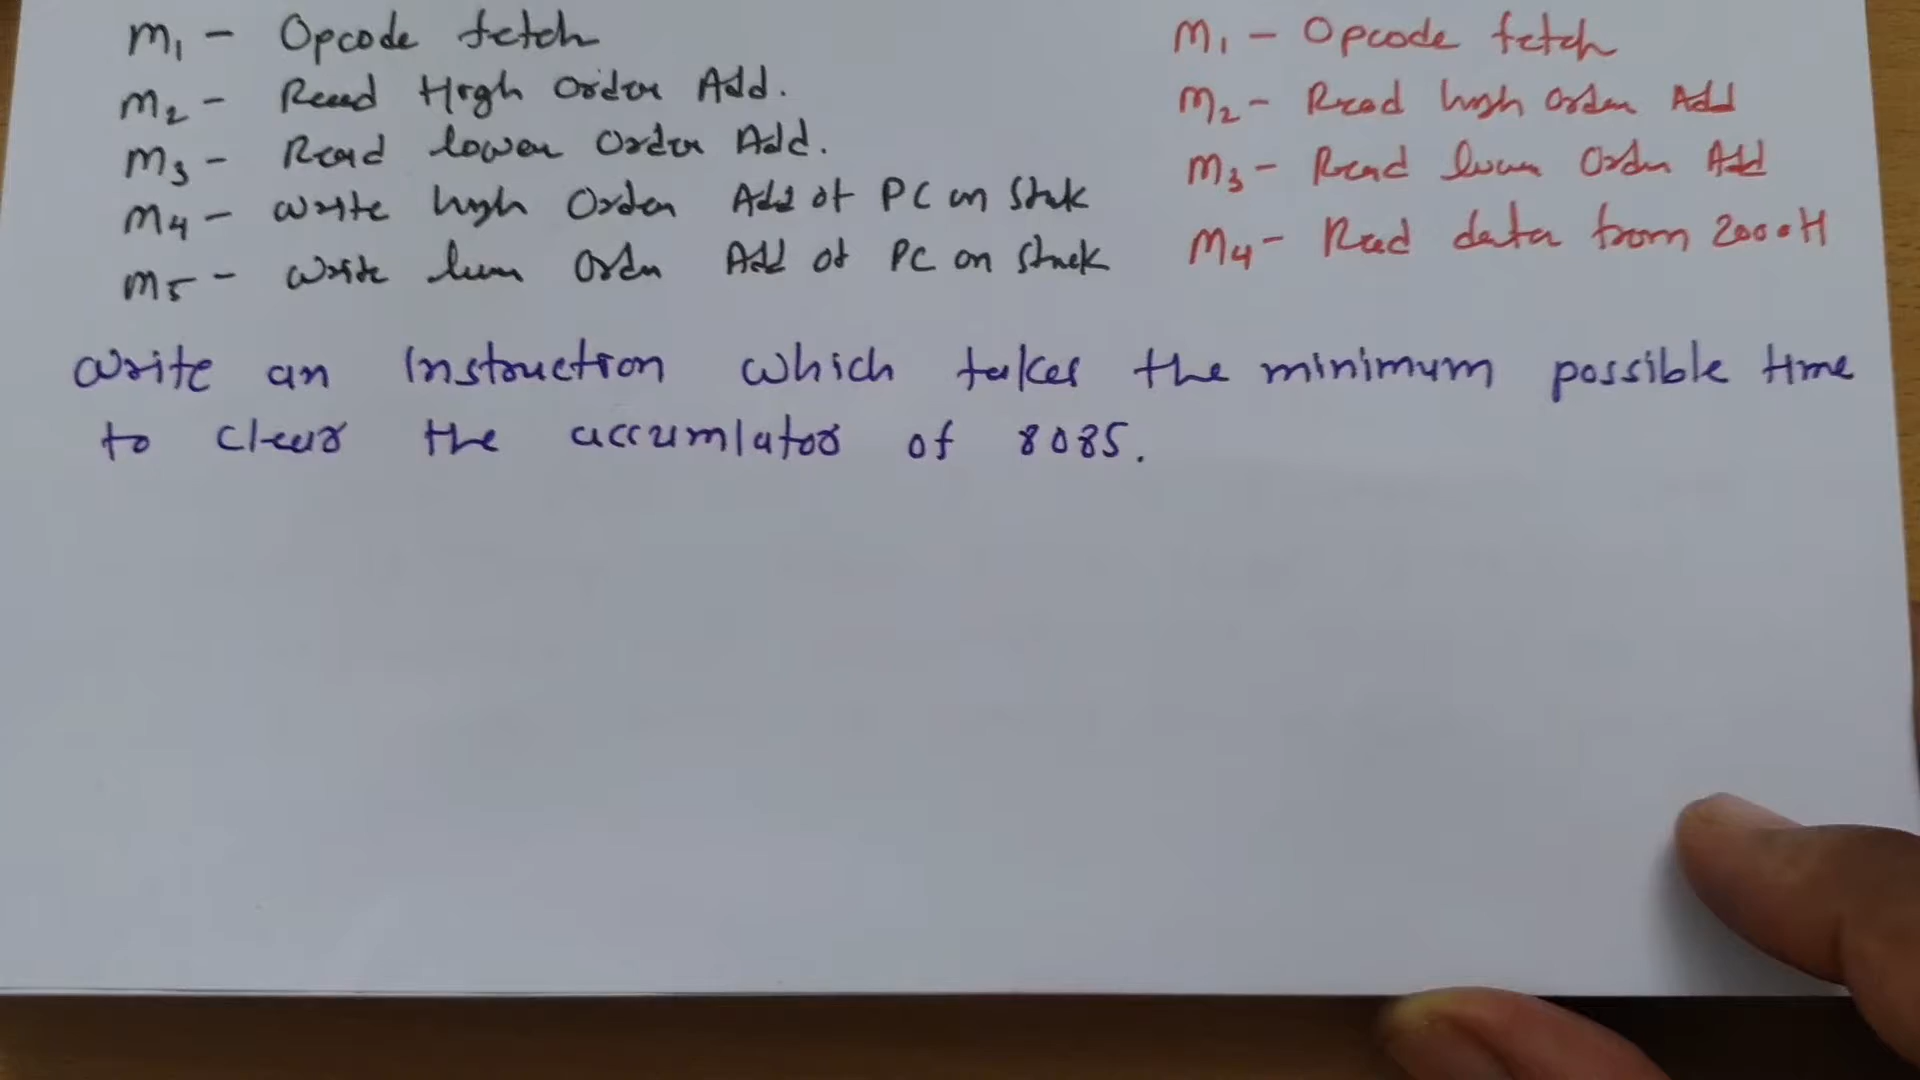 M1 - Opcode fetch
M2 - Read High Order Add.
M3 - Read lower Order Add.
M4 - Write high Order Add of PC on Stak
M5 - Write lum Order Add of PC on Stack
M1 - Opcode fetch
M2 - Read high Order Add
M3 - Read lower Order Add
M4 - Read data from 2000H
Write an Instruction which takes the minimum possible time
to clear the accumlator of 8085.